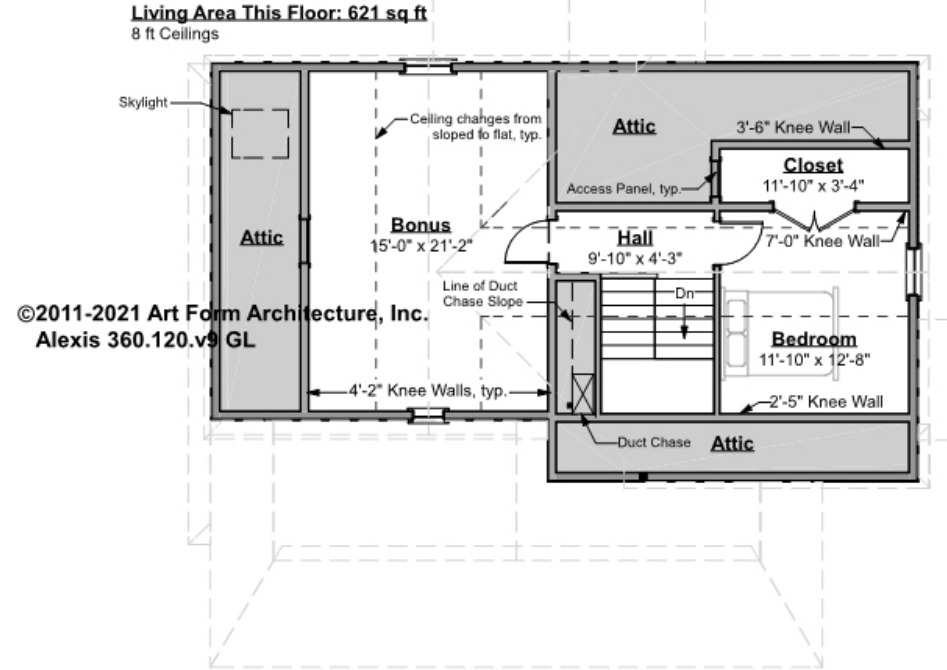 Living Area This Floor: 621 sq ft
8 ft Ceilings
Skylight
Ceiling changes from
sloped to flat, typ.
Attic
3'-6" Knee Wall
Closet
11'-10" x 3'-4"
Access Panel, typ.
Attic
Bonus
15'-0" x 21'-2"
Hall
9'-10" x 4'-3"
7'-0" Knee Wall
Line of Duct
Chase Slope
Dn
©2011-2021 Art Form Architecture, Inc.
Alexis 360.120.v9 GL
Bedroom
11'-10" x 12'-8"
4'-2" Knee Walls, typ.
2'-5" Knee Wall
Duct Chase
Attic